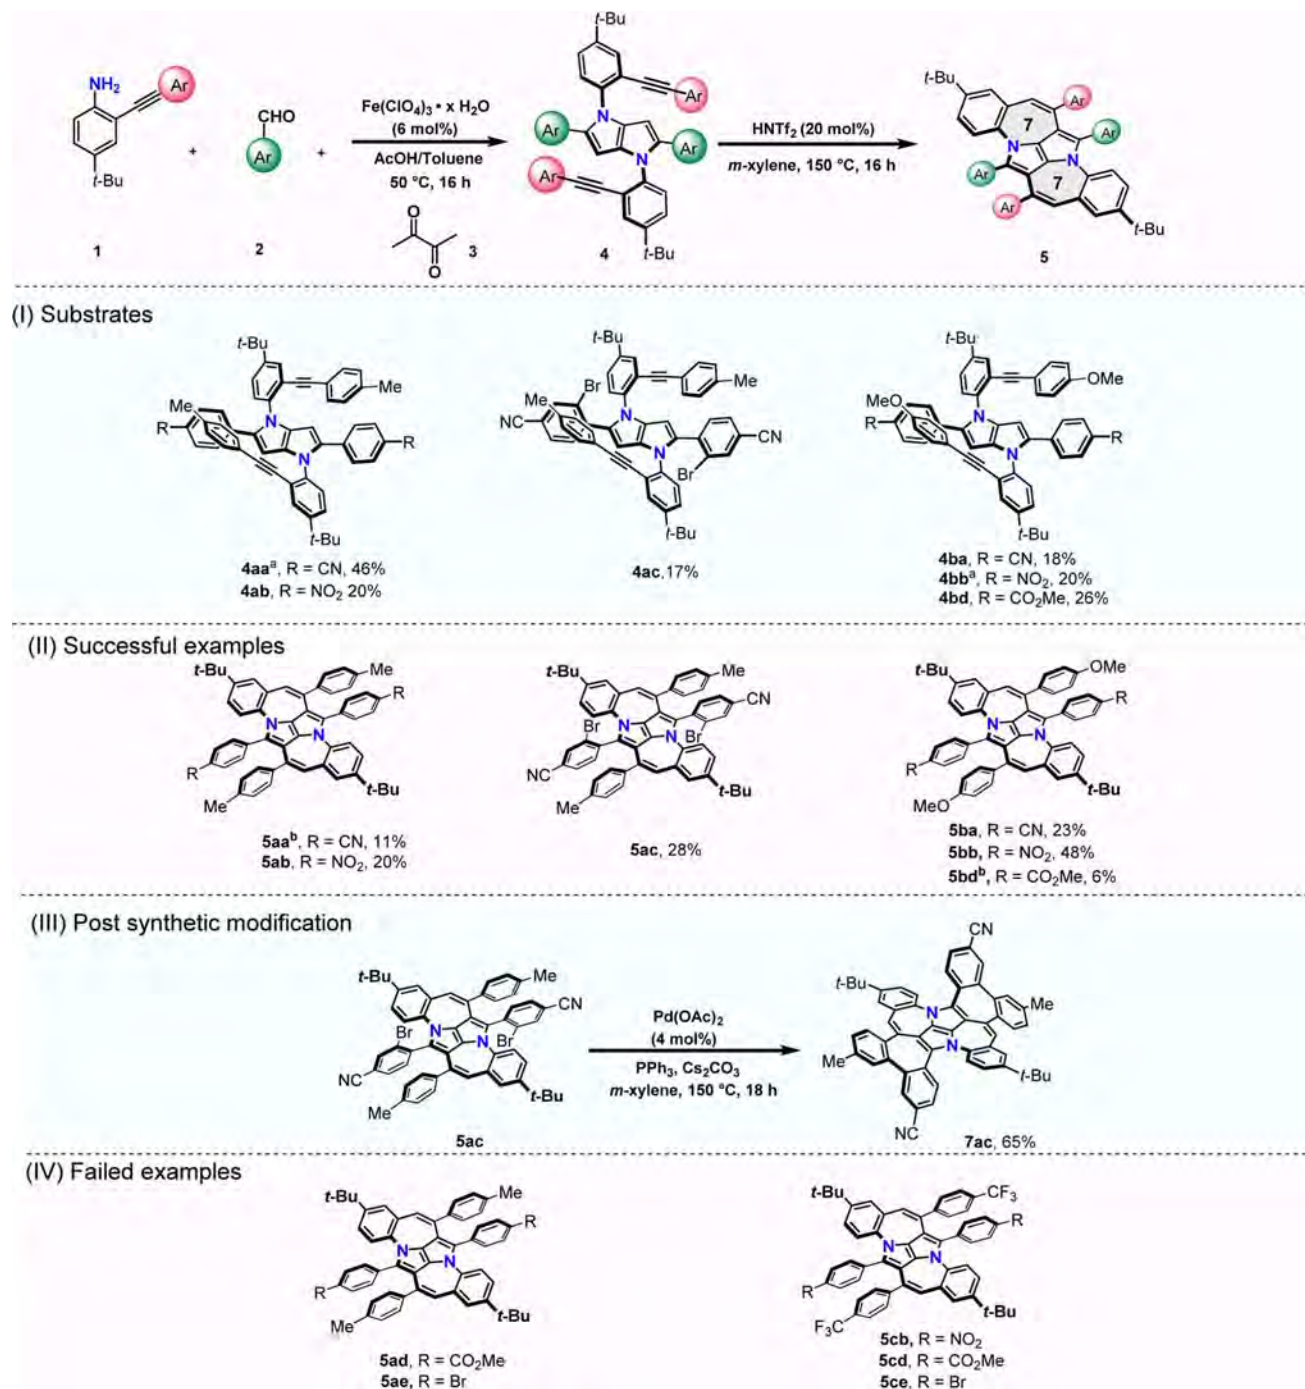 t-Bu
NH₂
Ar
CHO
Ar
+
+
t-Bu
Fe(ClO₄)₃ • x H₂O
(6 mol%)
AcOH/Toluene
50 °C, 16 h
O
O
1
2
3
t-Bu
Ar
N
Ar
Ar
N
Ar
t-Bu
4
HNTf₂ (20 mol%)
m-xylene, 150 °C, 16 h
t-Bu
Ar
7
Ar
N
N
Ar
7
Ar
t-Bu
5
(I) Substrates
t-Bu
Me
Me
N
R
R
N
t-Bu
4aaᵃ, R = CN, 46%
4ab, R = NO₂ 20%
t-Bu
Br
Me
Me
N
NC
CN
N
Br
t-Bu
4ac, 17%
t-Bu
OMe
MeO
N
R
R
N
t-Bu
4ba, R = CN, 18%
4bbᵃ, R = NO₂, 20%
4bd, R = CO₂Me, 26%
(II) Successful examples
t-Bu
Me
R
N
N
R
Me
t-Bu
5aaᵇ, R = CN, 11%
5ab, R = NO₂, 20%
t-Bu
Me
CN
Br
N
N
Br
NC
Me
t-Bu
5ac, 28%
t-Bu
OMe
R
N
N
R
MeO
t-Bu
5ba, R = CN, 23%
5bb, R = NO₂, 48%
5bdᵇ, R = CO₂Me, 6%
(III) Post synthetic modification
t-Bu
Me
CN
Br
N
N
Br
NC
Me
t-Bu
5ac
Pd(OAc)₂
(4 mol%)
PPh₃, Cs₂CO₃
m-xylene, 150 °C, 18 h
CN
t-Bu
Me
N
N
Me
t-Bu
NC
7ac, 65%
(IV) Failed examples
t-Bu
Me
R
N
N
R
Me
t-Bu
5ad, R = CO₂Me
5ae, R = Br
t-Bu
CF₃
R
N
N
R
F₃C
t-Bu
5cb, R = NO₂
5cd, R = CO₂Me
5ce, R = Br